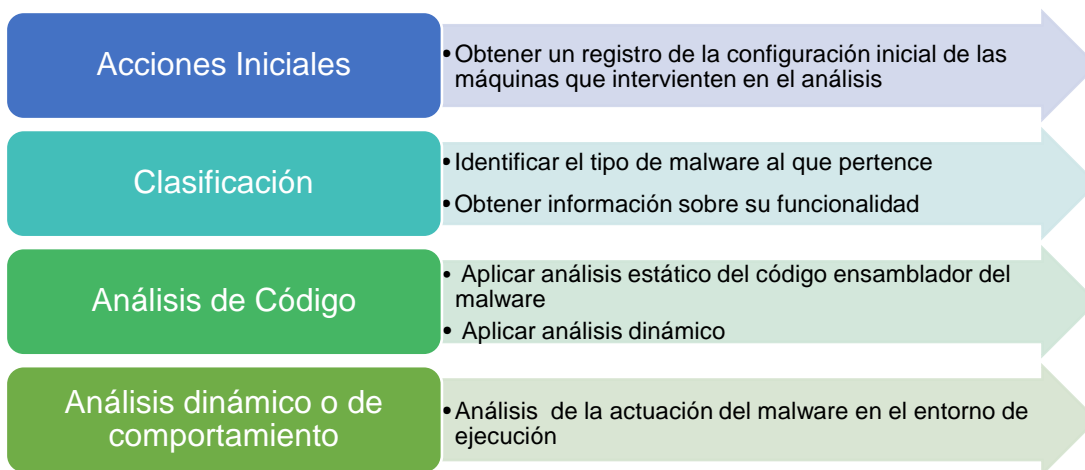 Acciones Iniciales
•Obtener un registro de la configuración inicial de las
máquinas que intervienten en el análisis
Clasificación
•Identificar el tipo de malware al que pertence
•Obtener información sobre su funcionalidad
Análisis de Código
• Aplicar análisis estático del código ensamblador del
malware
• Aplicar análisis dinámico
Análisis dinámico o de
comportamiento
•Análisis de la actuación del malware en el entorno de
ejecución